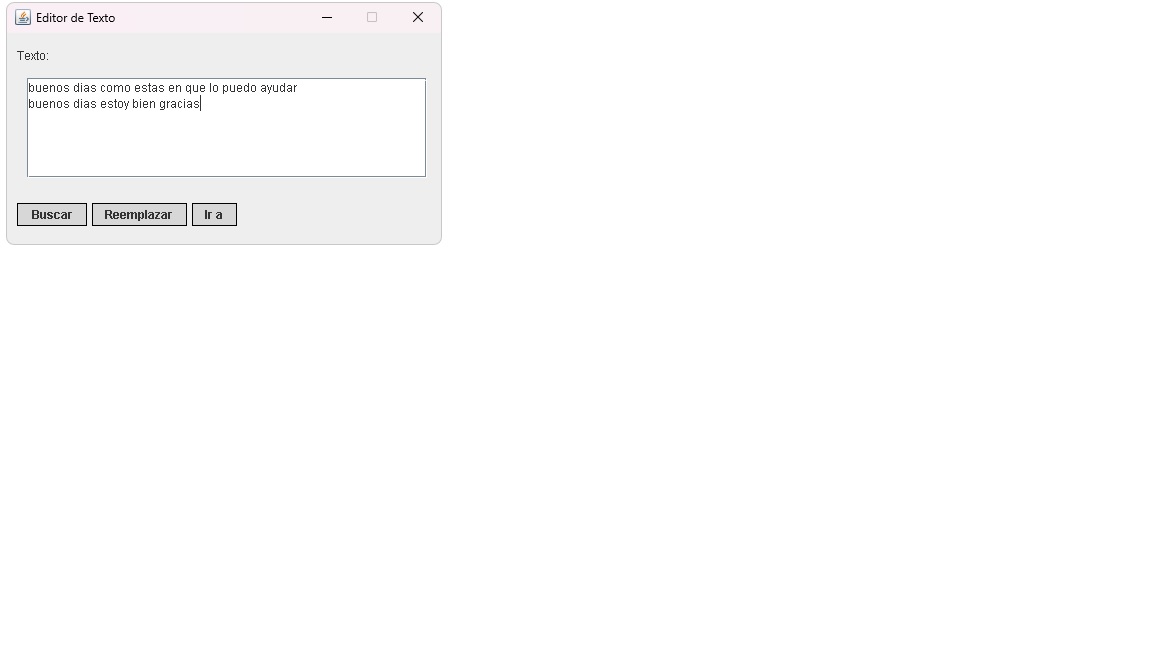 Editor de Texto
Texto:
buenos dias como estas en que lo puedo ayudar
buenos dias estoy bien gracias
Buscar Reemplazar Ir a